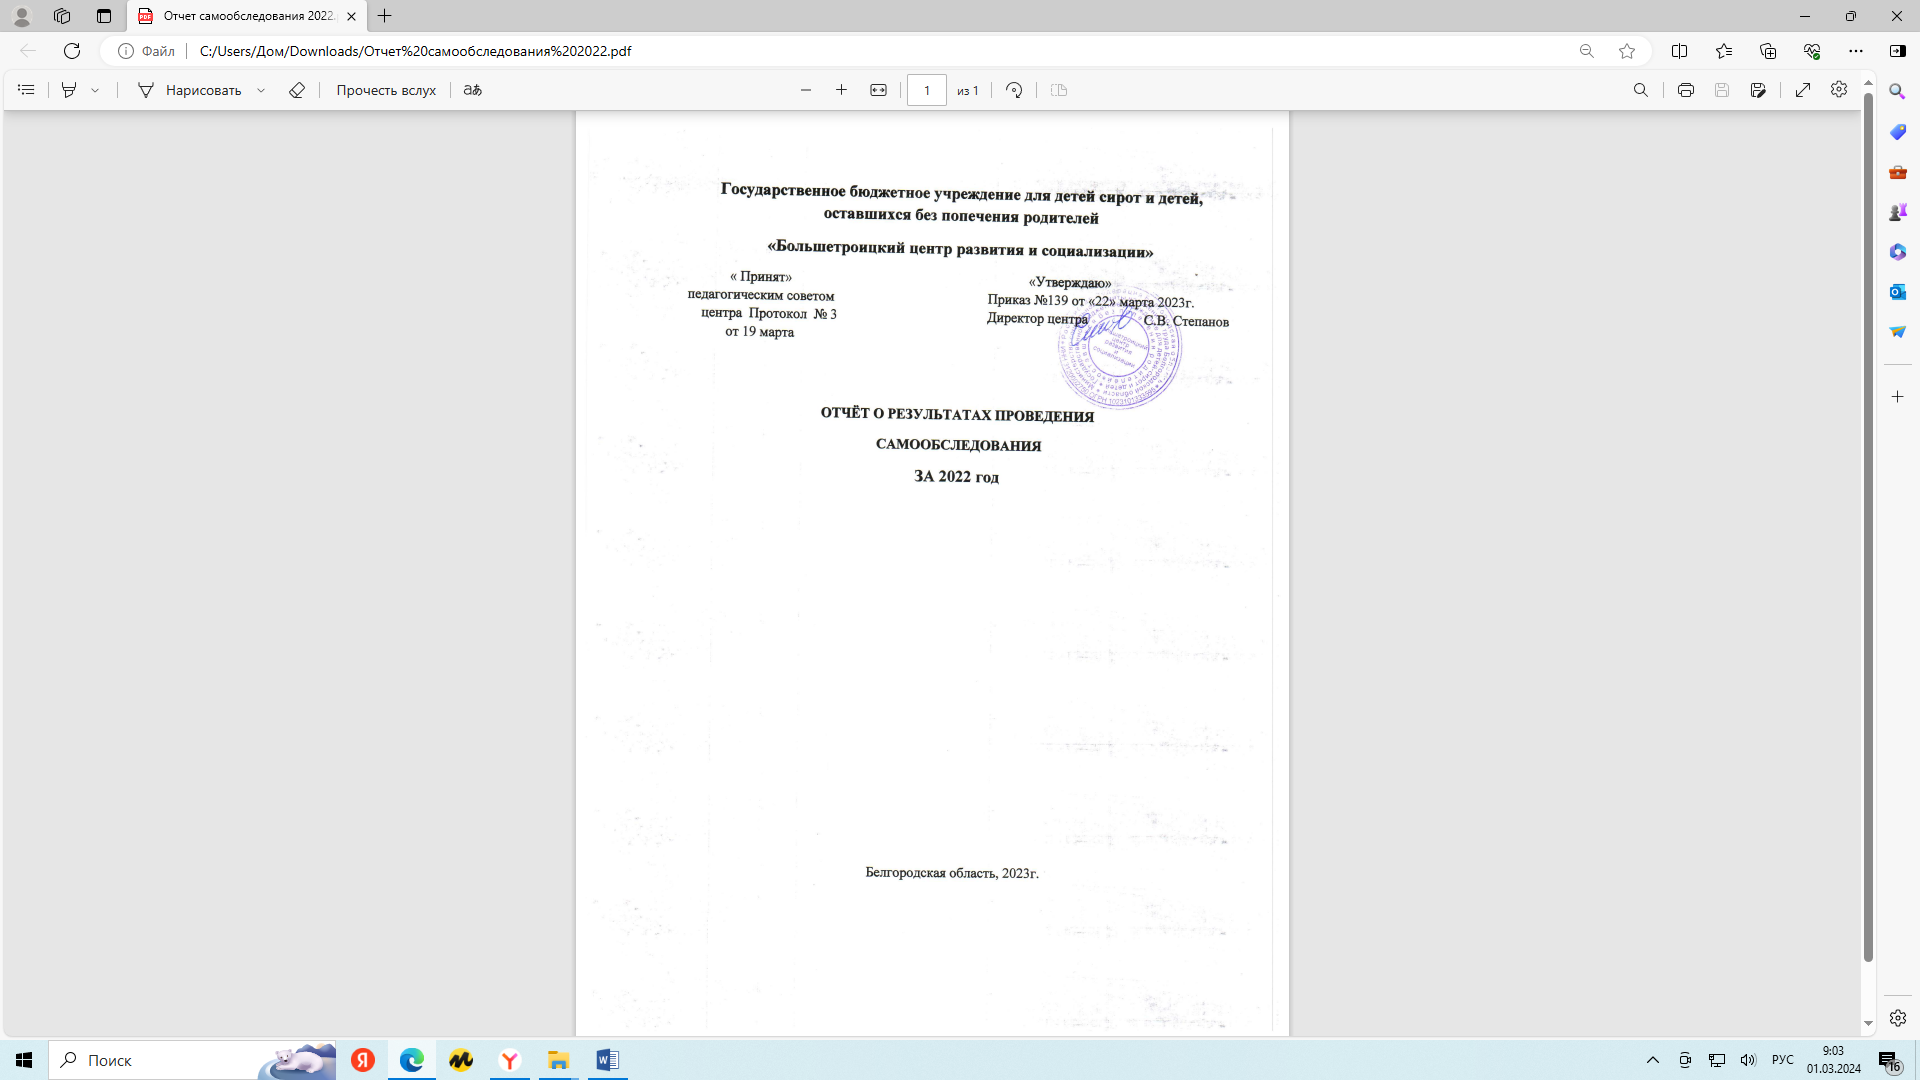 Отчет самообследования 2022.
Файл
C:/Users/Дом/Downloads/Отчет%20самообследования%202022.pdf
Нарисовать
Прочесть вслух
1
из 1
Государственное бюджетное учреждение для детей сирот и детей,
оставшихся без попечения родителей
«Большетроицкий центр развития и социализации»
« Принят»
педагогическим советом
центра Протокол № 3
от 19 марта
«Утверждаю»
Приказ №139 от «22» марта 2023г.
Директор центра С.В. Степанов
ОТЧЁТ О РЕЗУЛЬТАТАХ ПРОВЕДЕНИЯ
САМООБСЛЕДОВАНИЯ
ЗА 2022 год
Белгородская область, 2023г.
Поиск
РУС
9:03
01.03.2024
16